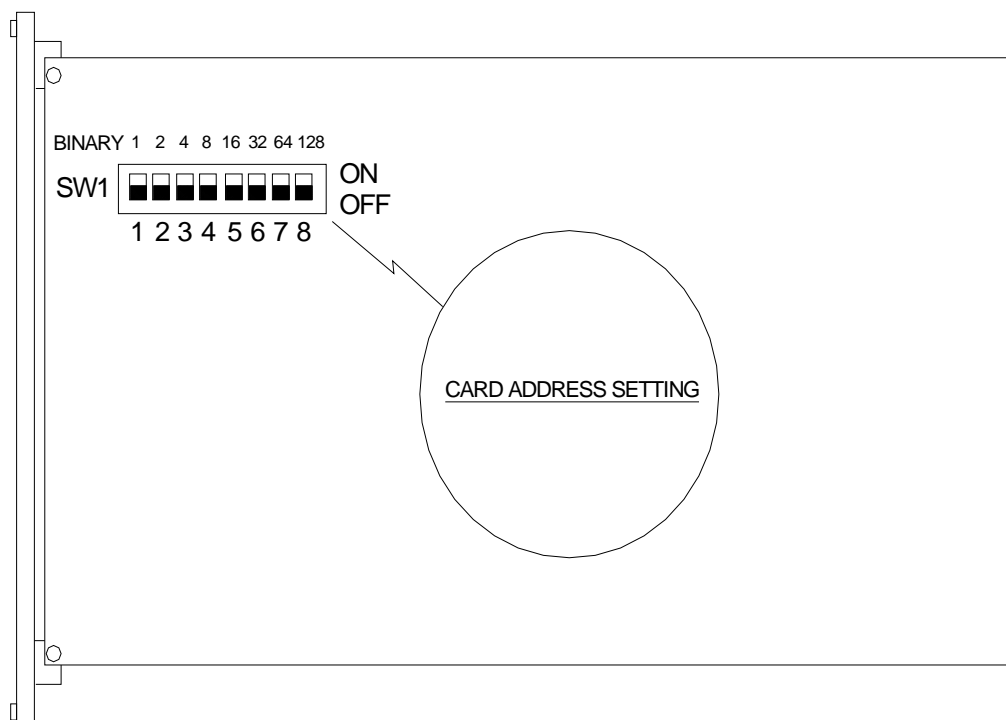 BINARY 1 2 4 8 16 32 64 128
SW1 ON
OFF
1 2 3 4 5 6 7 8
CARD ADDRESS SETTING